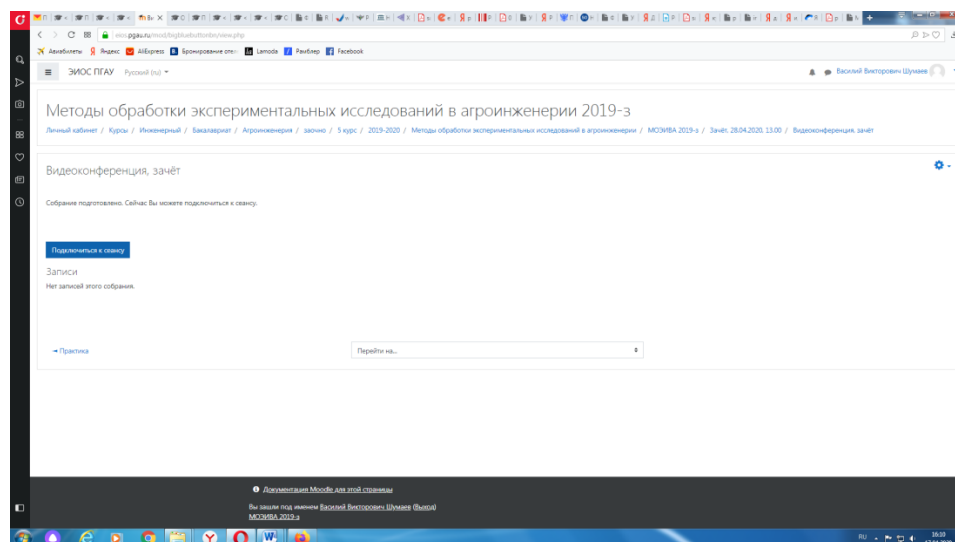 eios.pgau.ru/mod/bigbluebuttonbn/view.php
Авиабилеты Яндекс AliExpress Бронирование отел Lamoda Рамблер Facebook
ЭИОС ПГАУ Русский (ru)
Василий Викторович Шумаев
Методы обработки экспериментальных исследований в агроинженерии 2019-з
Личный кабинет / Курсы / Инженерный / Бакалавриат / Агроинженерия / заочно / 5 курс / 2019-2020 / Методы обработки экспериментальных исследований в агроинженерии / МОЭИВА 2019-з / Зачёт. 28.04.2020, 13.00 / Видеоконференция, зачёт
Видеоконференция, зачёт
Собрание подготовлено. Сейчас Вы можете подключиться к сеансу.
Подключиться к сеансу
Записи
Нет записей этого собрания.
◄ Практика
Перейти на...
Документация Moodle для этой страницы
Вы зашли под именем Василий Викторович Шумаев (Выход)
МОЭИВА 2019-з
RU
16:10